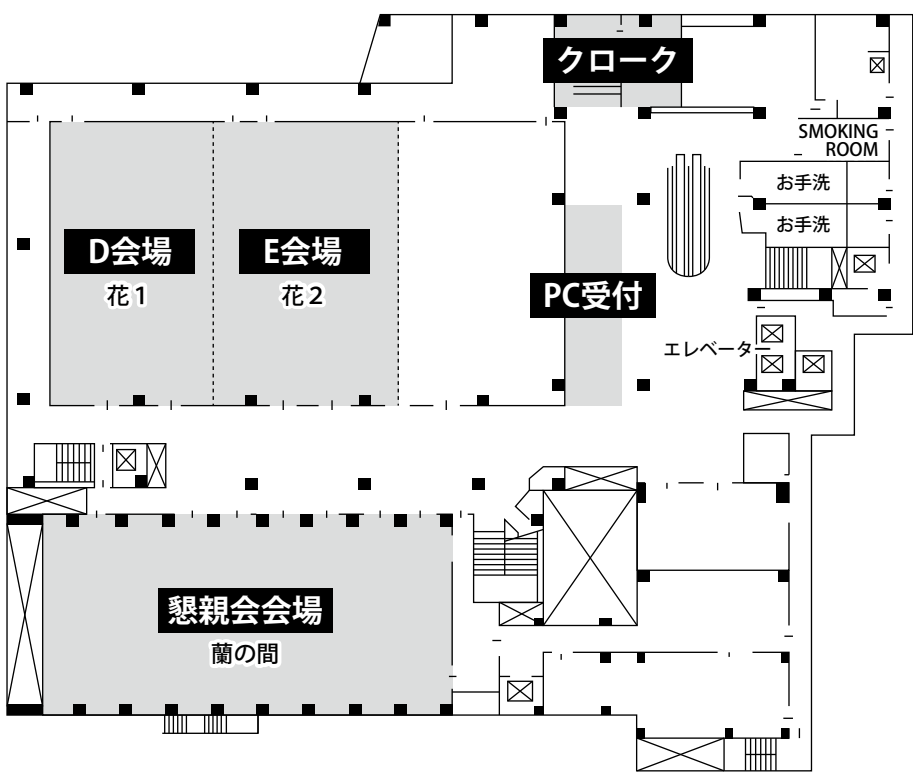 クローク
SMOKING
ROOM
お手洗
お手洗
D会場
花1
E会場
花2
PC受付
エレベーター
懇親会会場
蘭の間